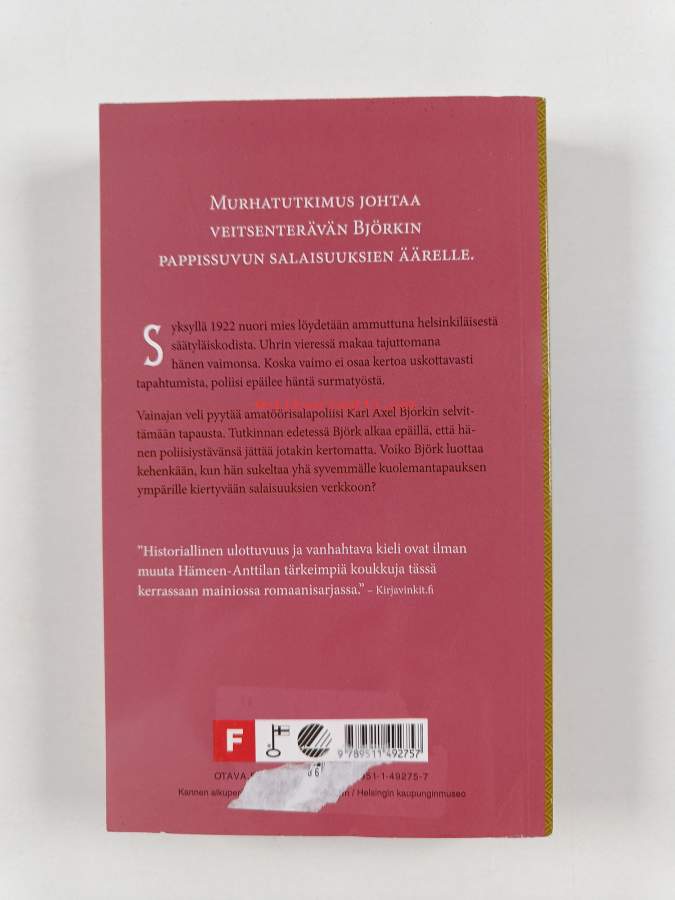 Murhatutkimus johtaa
veitsenterävän Björkin
pappissuvun salaisuuksien äärelle.
Syksyllä 1922 nuori mies löydetään ammuttuna helsinkiläisestä
säätyläiskodista. Uhrin vieressä makaa tajuttomana
hänen vaimonsa. Koska vaimo ei osaa kertoa uskottavasti
tapahtumista, poliisi epäilee häntä surmatyöstä.
Vainajan veli pyytää amatöörisalapoliisi Karl Axel Björkin selvit-
tämään tapausta. Tutkinnan edetessä Björk alkaa epäillä, että hä-
nen poliisiystävänsä jättää jotakin kertomatta. Voiko Björk luottaa
kehenkään, kun hän sukeltaa yhä syvemmälle kuolemantapauksen
ympärille kiertyvään salaisuuksien verkkoon?
”Historiallinen ulottuvuus ja vanhahtava kieli ovat ilman
muuta Hämeen-Anttilan tärkeimpiä koukkuja tässä
kerrassaan mainiossa romaanisarjassa.” – Kirjavinkit.fi
F
9 789511 492757
OTAVA 951-1-49275-7
Kannen / Helsingin kaupunginmuseo